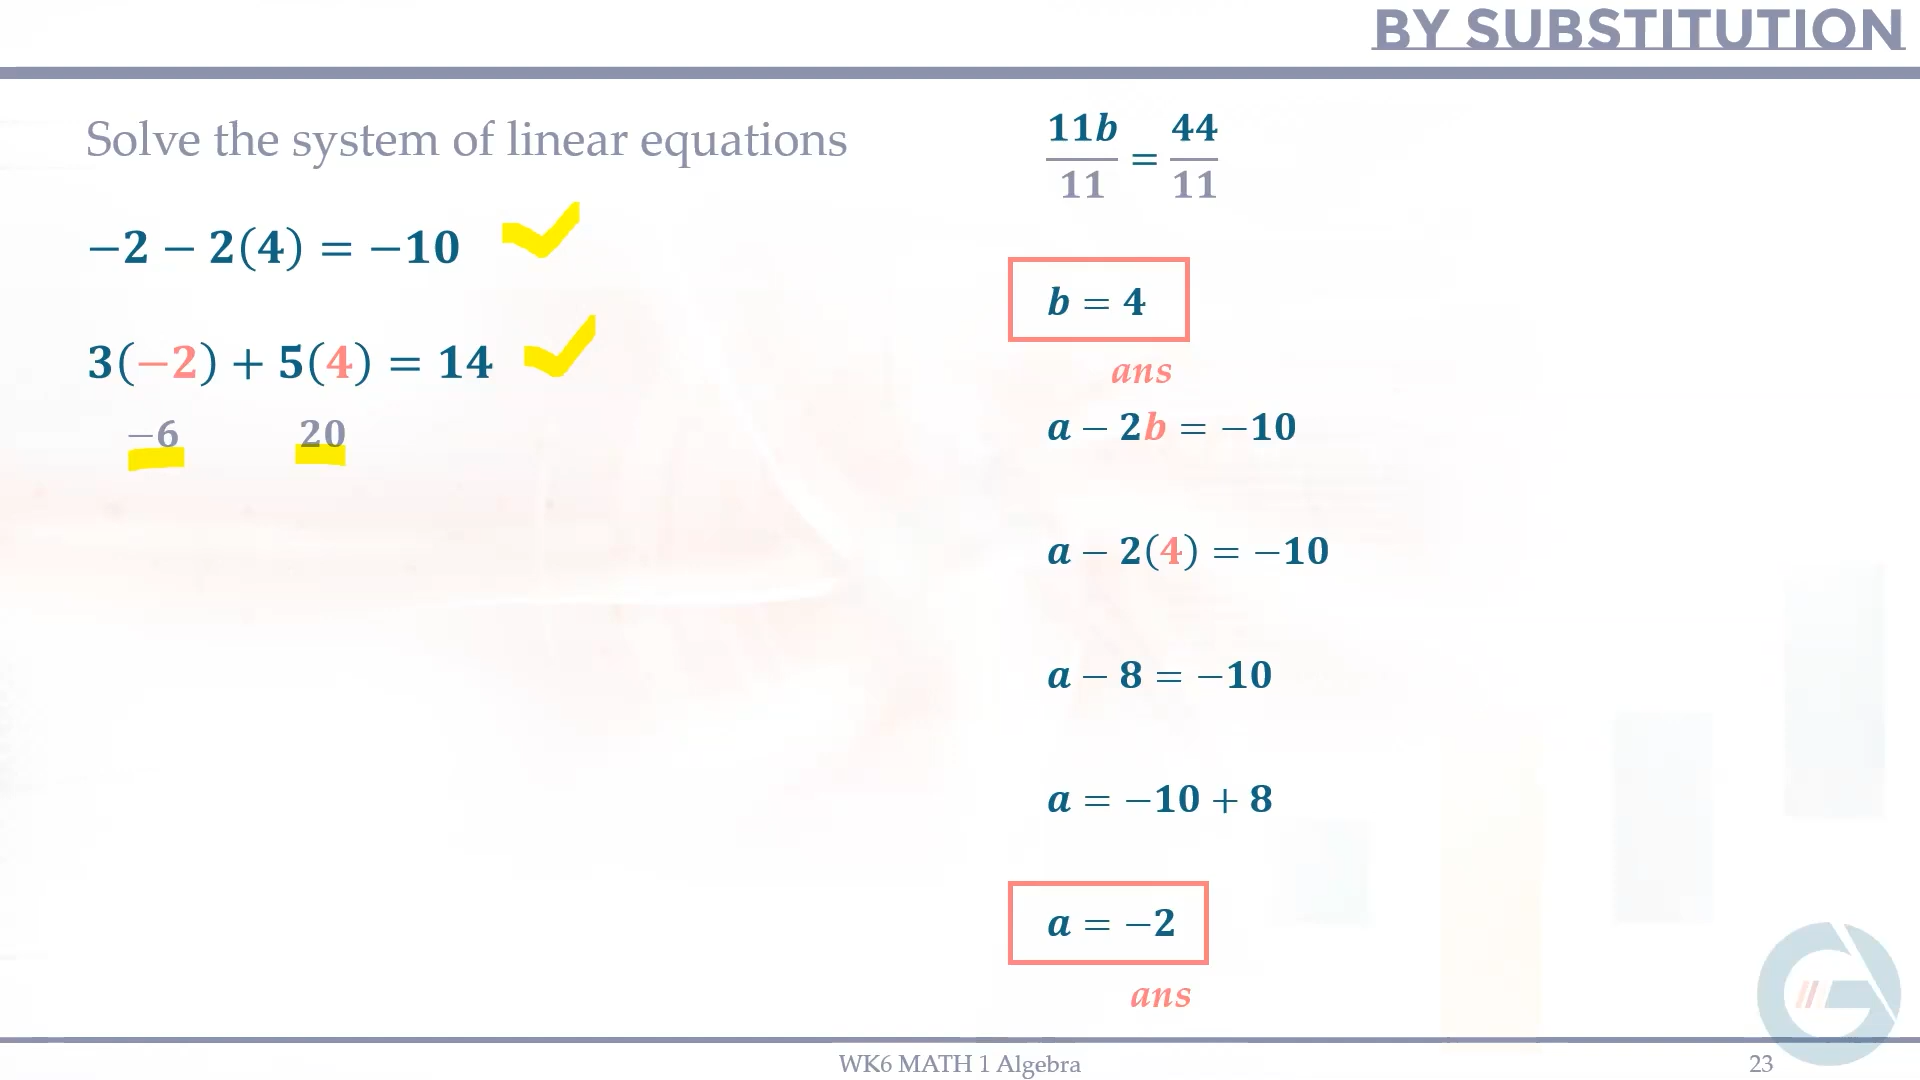 BY SUBSTITUTION
Solve the system of linear equations
−2 − 2(4) = −10
3(−2) + 5(4) = 14
−6 20
11b/11 = 44/11
b = 4
ans
a − 2b = −10
a − 2(4) = −10
a − 8 = −10
a = −10 + 8
a = −2
ans
WK6 MATH 1 Algebra
23